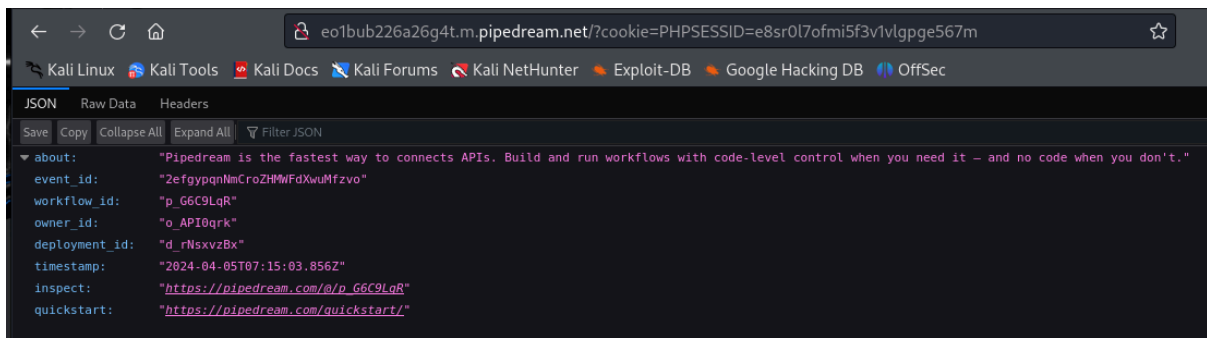 eo1bub226a26g4t.m.pipedream.net/?cookie=PHPSESSID=e8sr0l7ofmi5f3v1vlgpge567m
Kali Linux Kali Tools Kali Docs Kali Forums Kali NetHunter Exploit-DB Google Hacking DB OffSec
JSON Raw Data Headers
Save Copy Collapse All Expand All Filter JSON
about: "Pipedream is the fastest way to connects APIs. Build and run workflows with code-level control when you need it — and no code when you don't."
event_id: "2efgypqnNmCroZHMWFdXwuMfzvo"
workflow_id: "p_G6C9LqR"
owner_id: "o_API0qrk"
deployment_id: "d_rNsxvzBx"
timestamp: "2024-04-05T07:15:03.856Z"
inspect: "https://pipedream.com/@/p_G6C9LqR"
quickstart: "https://pipedream.com/quickstart/"